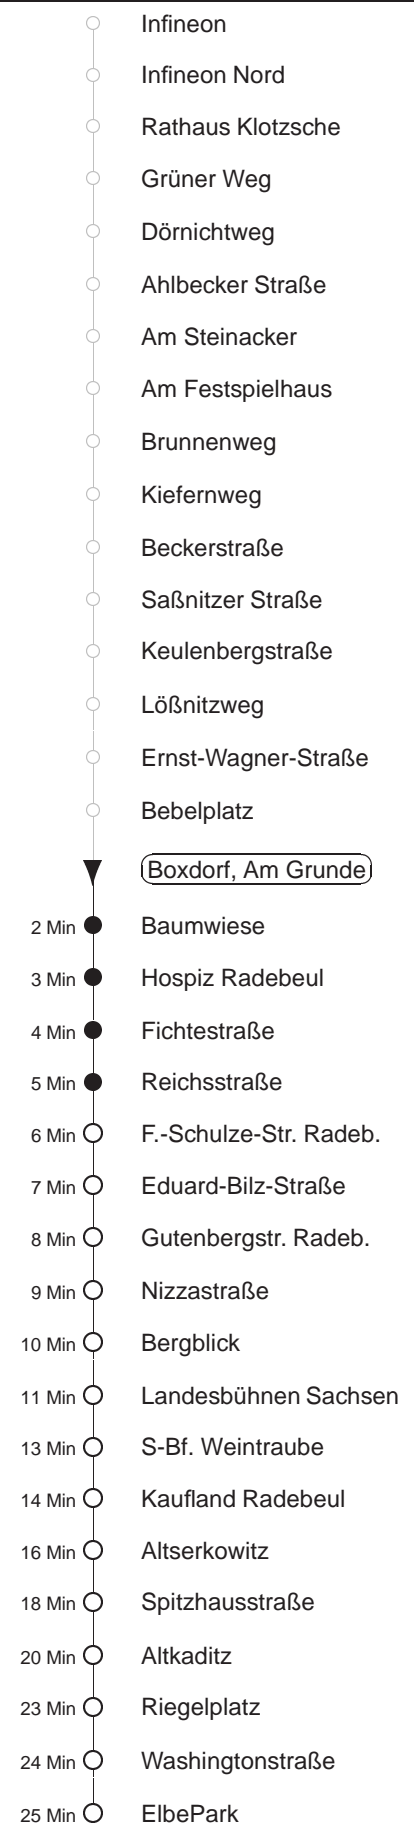 Infineon
Infineon Nord
Rathaus Klotzsche
Grüner Weg
Dörnichtweg
Ahlbecker Straße
Am Steinacker
Am Festspielhaus
Brunnenweg
Kiefernweg
Beckerstraße
Saßnitzer Straße
Keulenbergstraße
Lößnitzweg
Ernst-Wagner-Straße
Bebelplatz
Boxdorf, Am Grunde
2 Min Baumwiese
3 Min Hospiz Radebeul
4 Min Fichtestraße
5 Min Reichsstraße
6 Min F.-Schulze-Str. Radeb.
7 Min Eduard-Bilz-Straße
8 Min Gutenbergstr. Radeb.
9 Min Nizzastraße
10 Min Bergblick
11 Min Landesbühnen Sachsen
13 Min S-Bf. Weintraube
14 Min Kaufland Radebeul
16 Min Altserkowitz
18 Min Spitzhausstraße
20 Min Altkaditz
23 Min Riegelplatz
24 Min Washingtonstraße
25 Min ElbePark